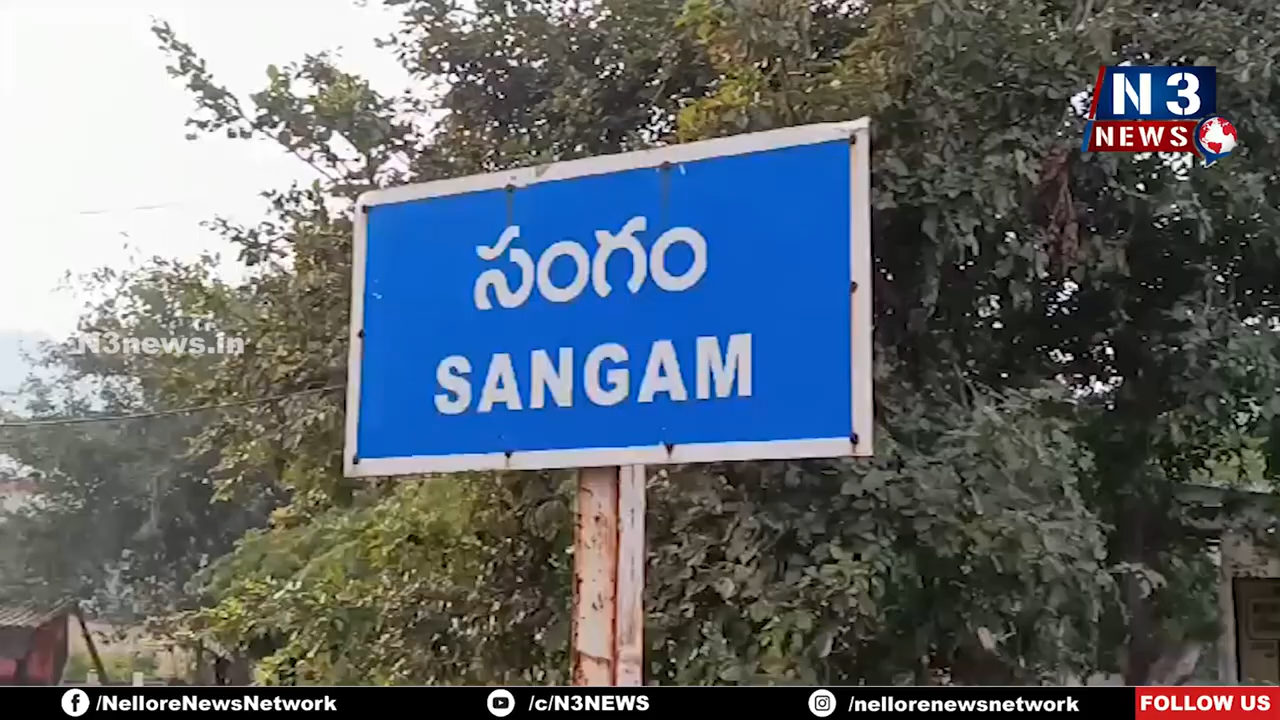 N3
NEWS
సంగం
SANGAM
N3news.in
/NelloreNewsNetwork
/c/N3NEWS
/nellorenewsnetwork
FOLLOW US